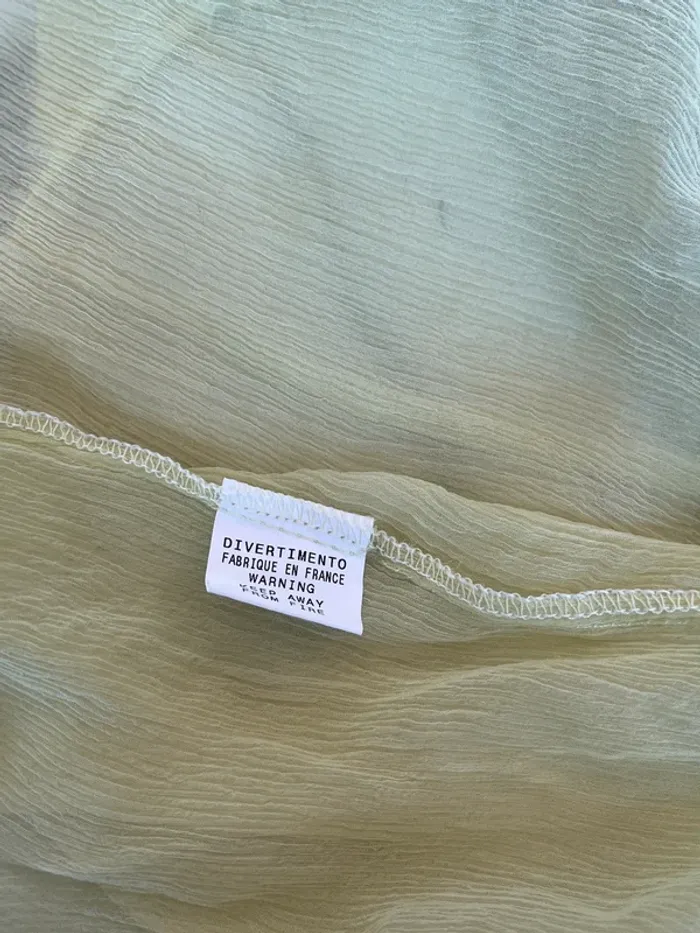 DIVERTIMENTO
FABRIQUE EN FRANCE
WARNING
KEEP AWAY
FROM FIRE